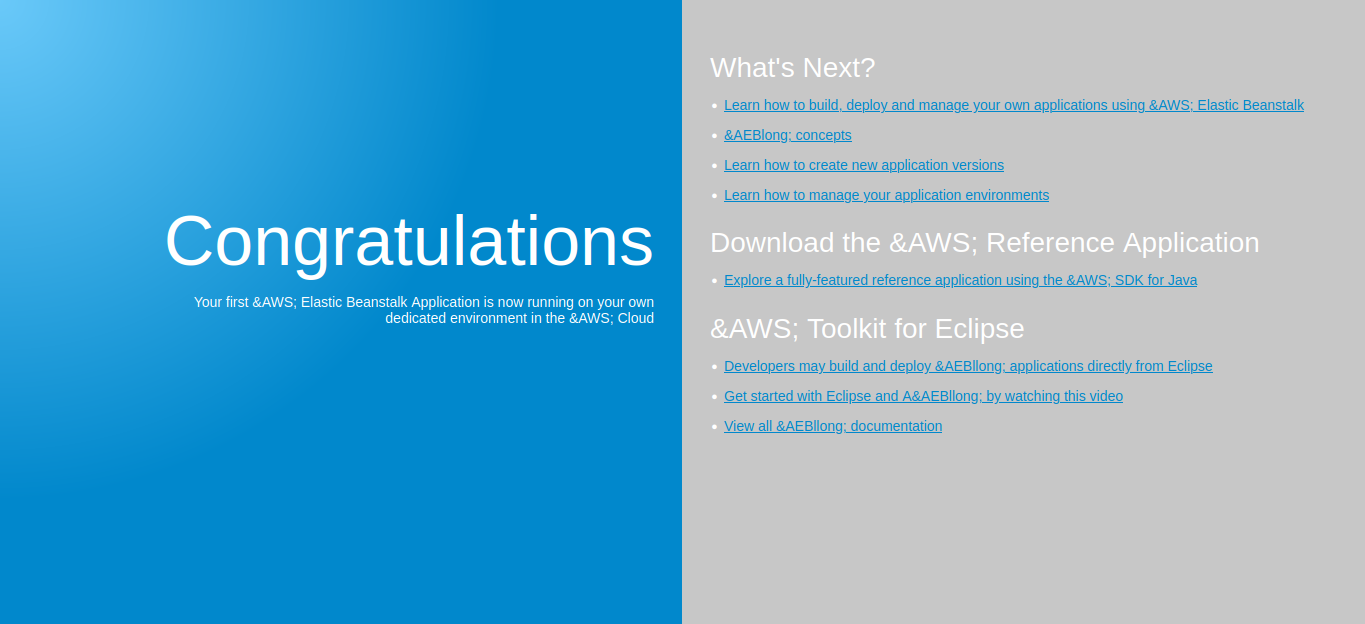 Congratulations
Your first &AWS; Elastic Beanstalk Application is now running on your own
dedicated environment in the &AWS; Cloud
What's Next?
Learn how to build, deploy and manage your own applications using &AWS; Elastic Beanstalk
&AEBlong; concepts
Learn how to create new application versions
Learn how to manage your application environments
Download the &AWS; Reference Application
Explore a fully-featured reference application using the &AWS; SDK for Java
&AWS; Toolkit for Eclipse
Developers may build and deploy &AEBllong; applications directly from Eclipse
Get started with Eclipse and A&AEBllong; by watching this video
View all &AEBllong; documentation